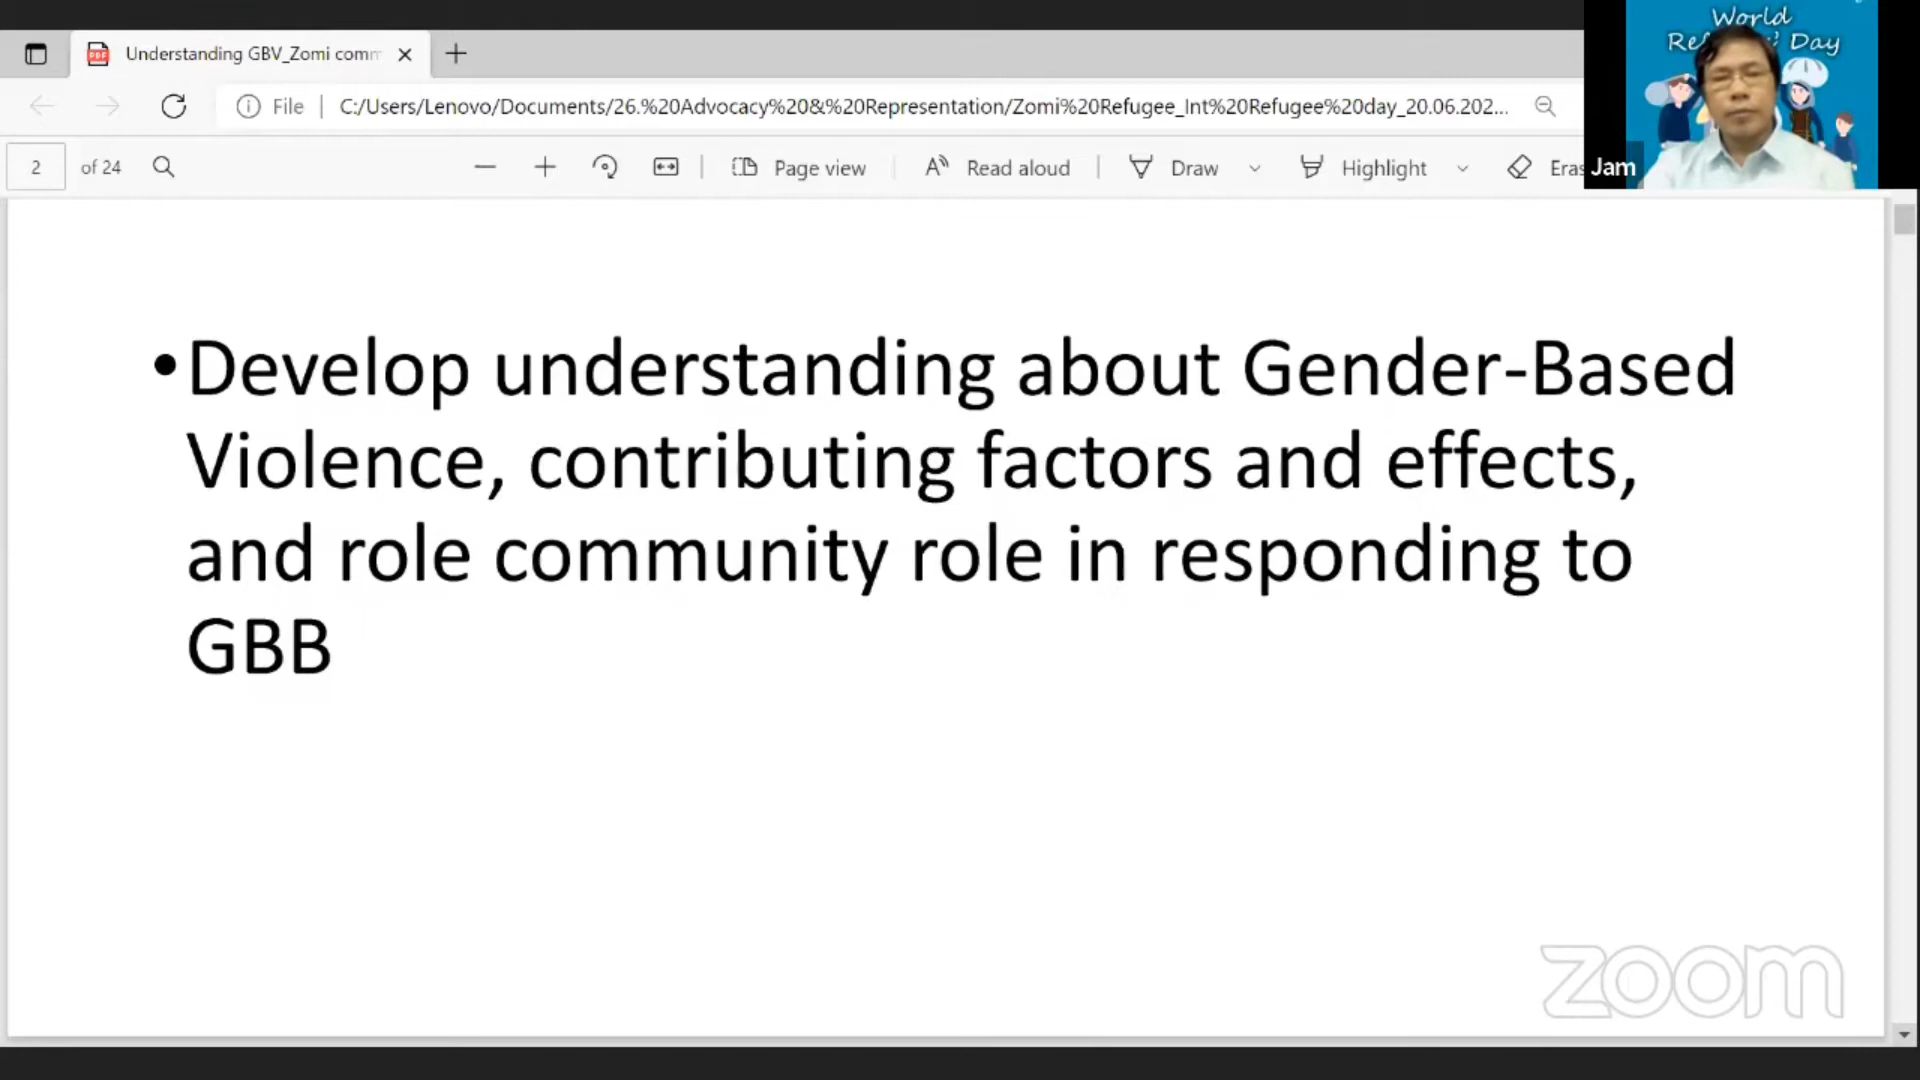 World
Day
Understanding GBV_Zomi comm
File
C:/Users/Lenovo/Documents/26.%20Advocacy%20&%20Representation/Zomi%20Refugee_Int%20Refugee%20day_20.06.202...
2 of 24
Page view
Read aloud
Draw
Highlight
Eras
Jam
•Develop understanding about Gender-Based
Violence, contributing factors and effects,
and role community role in responding to
GBB
zoom